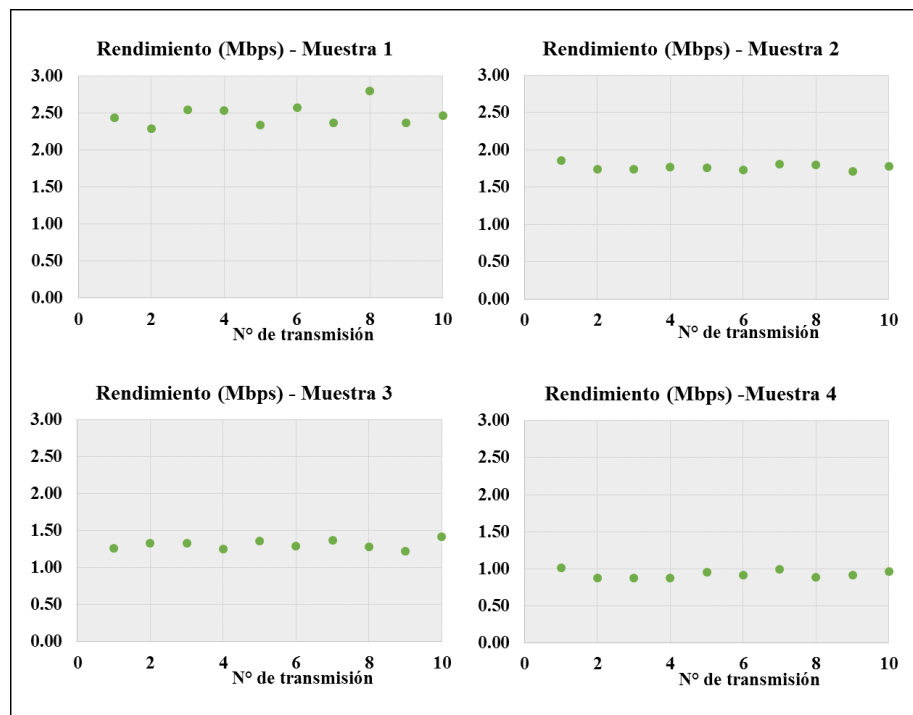 Rendimiento (Mbps) - Muestra 1
3.00
2.50
2.00
1.50
1.00
0.50
0.00
0 2 4 6 8 10
N° de transmisión
Rendimiento (Mbps) - Muestra 2
3.00
2.50
2.00
1.50
1.00
0.50
0.00
0 2 4 6 8 10
N° de transmisión
Rendimiento (Mbps) - Muestra 3
3.00
2.50
2.00
1.50
1.00
0.50
0.00
0 2 4 6 8 10
N° de transmisión
Rendimiento (Mbps) -Muestra 4
3.00
2.50
2.00
1.50
1.00
0.50
0.00
0 2 4 6 8 10
N° de transmisión